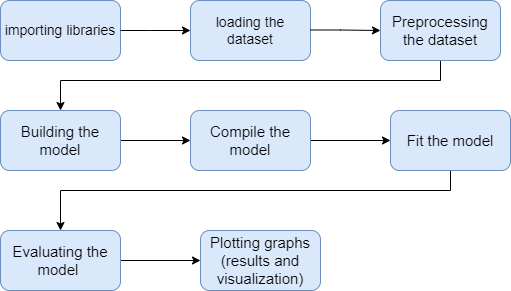 importing libraries
loading the
dataset
Preprocessing
the dataset
Building the
model
Compile the
model
Fit the model
Evaluating the
model
Plotting graphs
(results and
visualization)